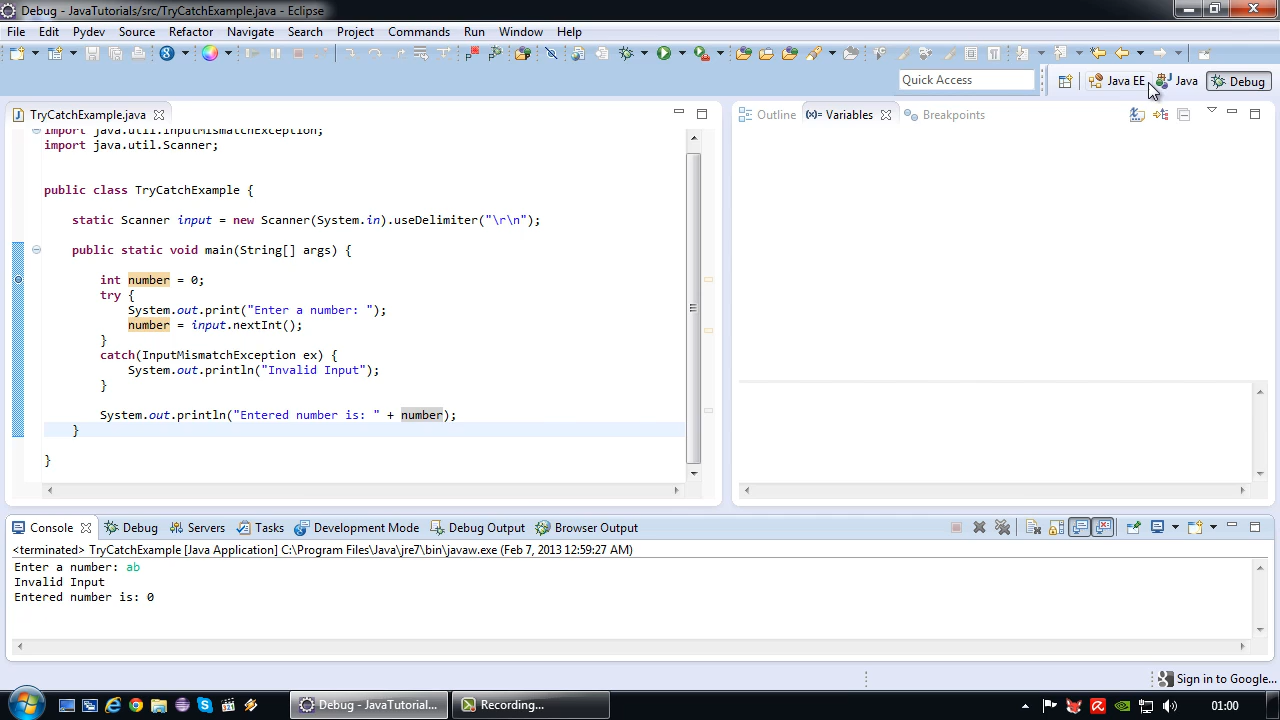 Debug - JavaTutorials/src/TryCatchExample.java - Eclipse
File Edit Pydev Source Refactor Navigate Search Project Commands Run Window Help
Quick Access Java EE Java Debug
TryCatchExample.java Outline (x)= Variables Breakpoints
import java.util.InputMismatchException;
import java.util.Scanner;
public class TryCatchExample {
static Scanner input = new Scanner(System.in).useDelimiter("\r\n");
public static void main(String[] args) {
int number = 0;
try {
System.out.print("Enter a number: ");
number = input.nextInt();
}
catch(InputMismatchException ex) {
System.out.println("Invalid Input");
}
System.out.println("Entered number is: " + number);
}
}
Console Debug Servers Tasks Development Mode Debug Output Browser Output
<terminated> TryCatchExample [Java Application] C:\Program Files\Java\jre7\bin\javaw.exe (Feb 7, 2013 12:59:27 AM)
Enter a number: ab
Invalid Input
Entered number is: 0
Sign in to Google...
Debug - JavaTutorial... Recording... 01:00